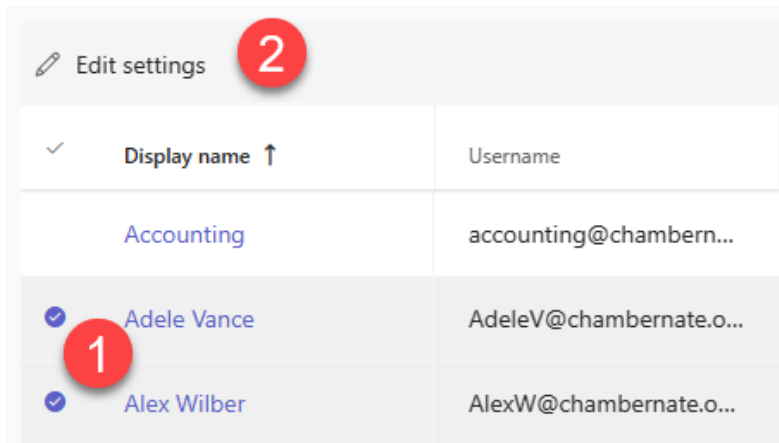 Edit settings 2
Display name ↑ Username
Accounting accounting@chambern...
Adele Vance AdeleV@chambernate.o...
1
Alex Wilber AlexW@chambernate.o...